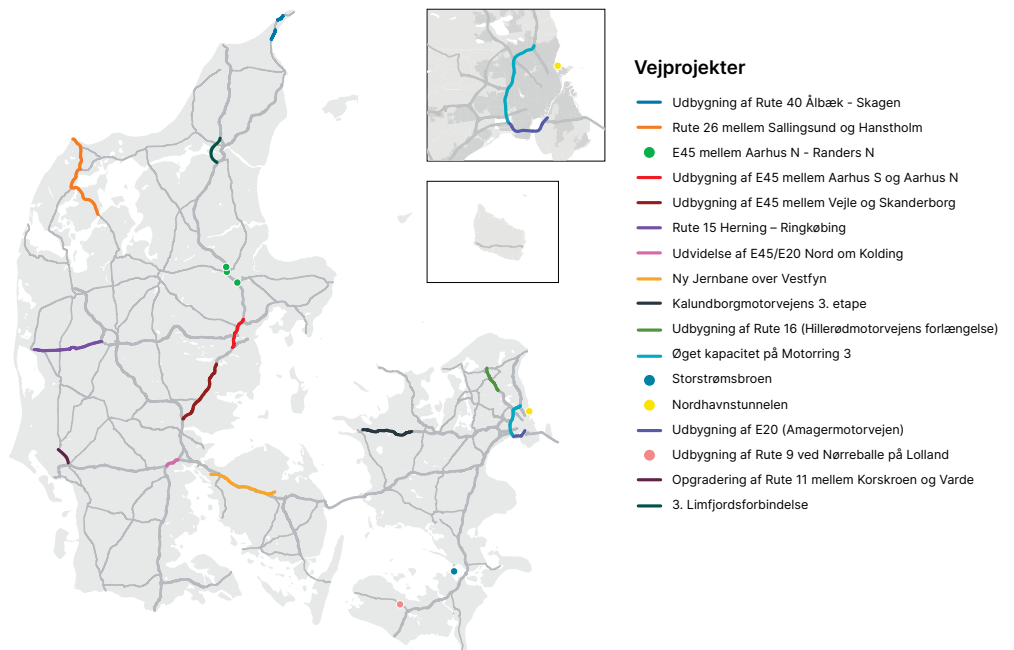 Vejprojekter
Udbygning af Rute 40 Ålbæk - Skagen
Rute 26 mellem Sallingsund og Hanstholm
E45 mellem Aarhus N - Randers N
Udbygning af E45 mellem Aarhus S og Aarhus N
Udbygning af E45 mellem Vejle og Skanderborg
Rute 15 Herning – Ringkøbing
Udvidelse af E45/E20 Nord om Kolding
Ny Jernbane over Vestfyn
Kalundborgmotorvejens 3. etape
Udbygning af Rute 16 (Hillerødmotorvejens forlængelse)
Øget kapacitet på Motorring 3
Storstrømsbroen
Nordhavnstunnelen
Udbygning af E20 (Amagermotorvejen)
Udbygning af Rute 9 ved Nørreballe på Lolland
Opgradering af Rute 11 mellem Korskroen og Varde
3. Limfjordsforbindelse